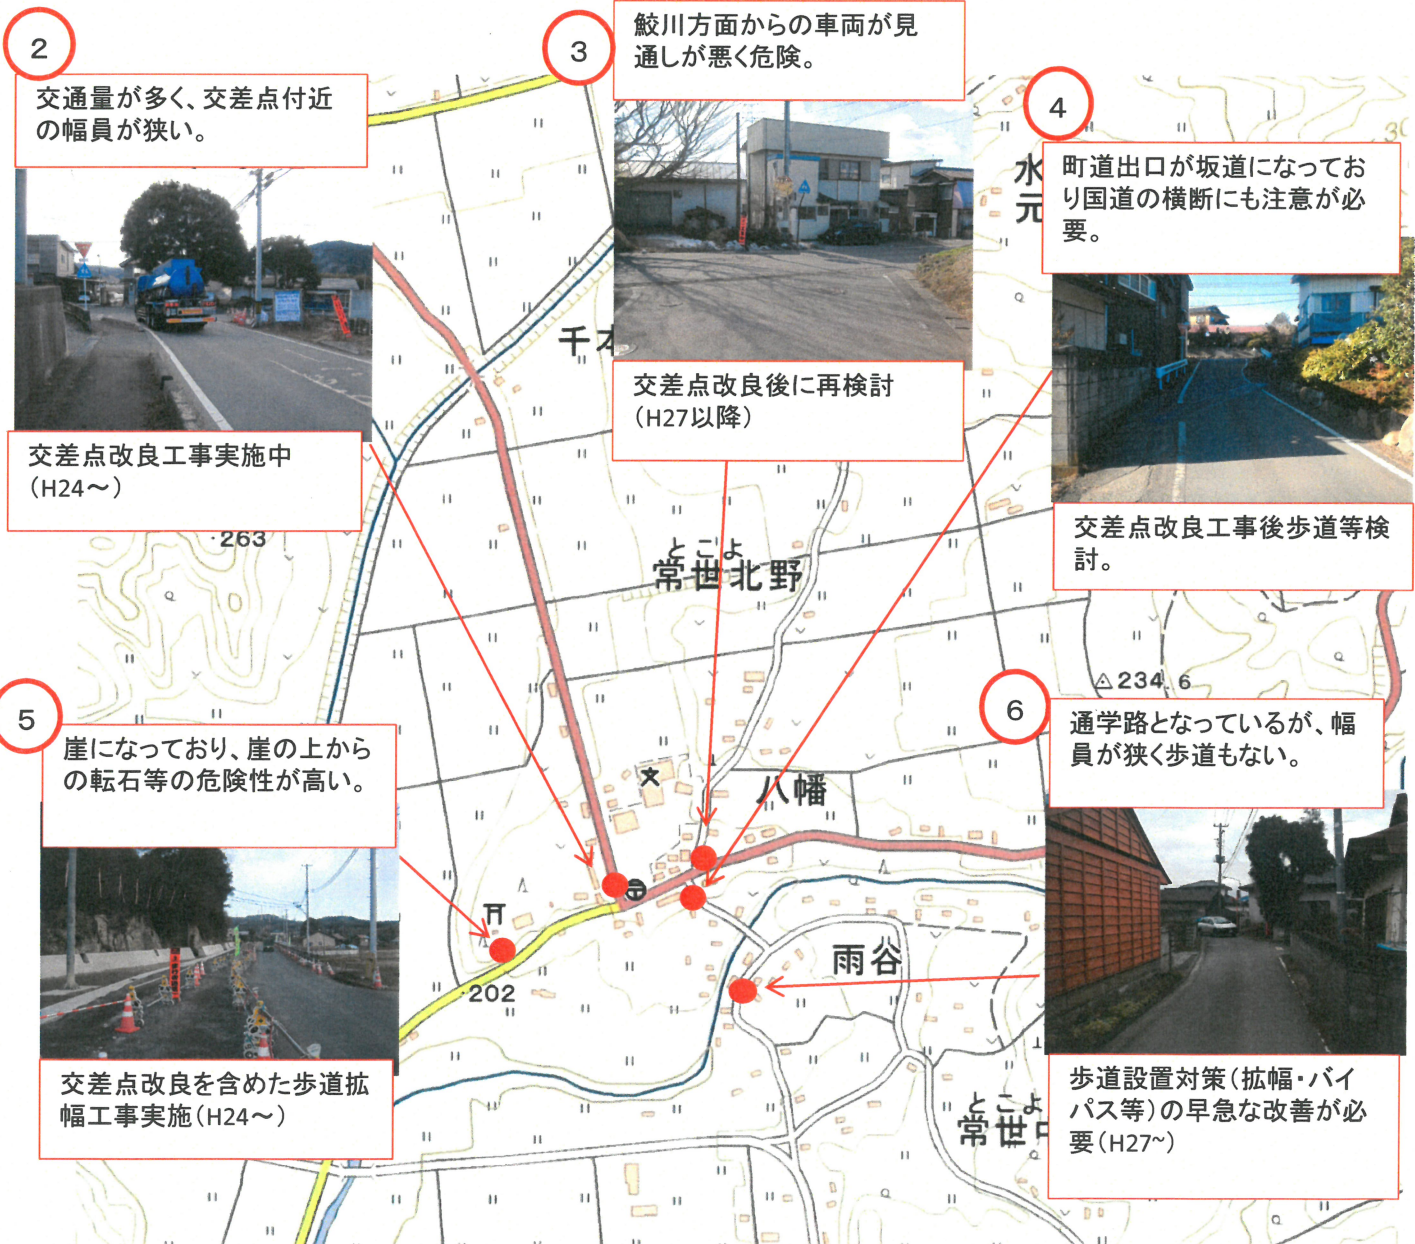 2
交通量が多く、交差点付近
の幅員が狭い。
交差点改良工事実施中
（H24～）
3
鮫川方面からの車両が見
通しが悪く危険。
交差点改良後に再検討
（H27以降）
4
町道出口が坂道になってお
り国道の横断にも注意が必
要。
交差点改良工事後歩道等検
討。
水
元
千本
・263
とこよ
常世北野
△234.6
5
崖になっており、崖の上から
の転石等の危険性が高い。
交差点改良を含めた歩道拡
幅工事実施（H24～）
八幡
雨谷
・202
とこよ
常世
6
通学路となっているが、幅
員が狭く歩道もない。
歩道設置対策（拡幅・バイ
パス等）の早急な改善が必
要（H27~）